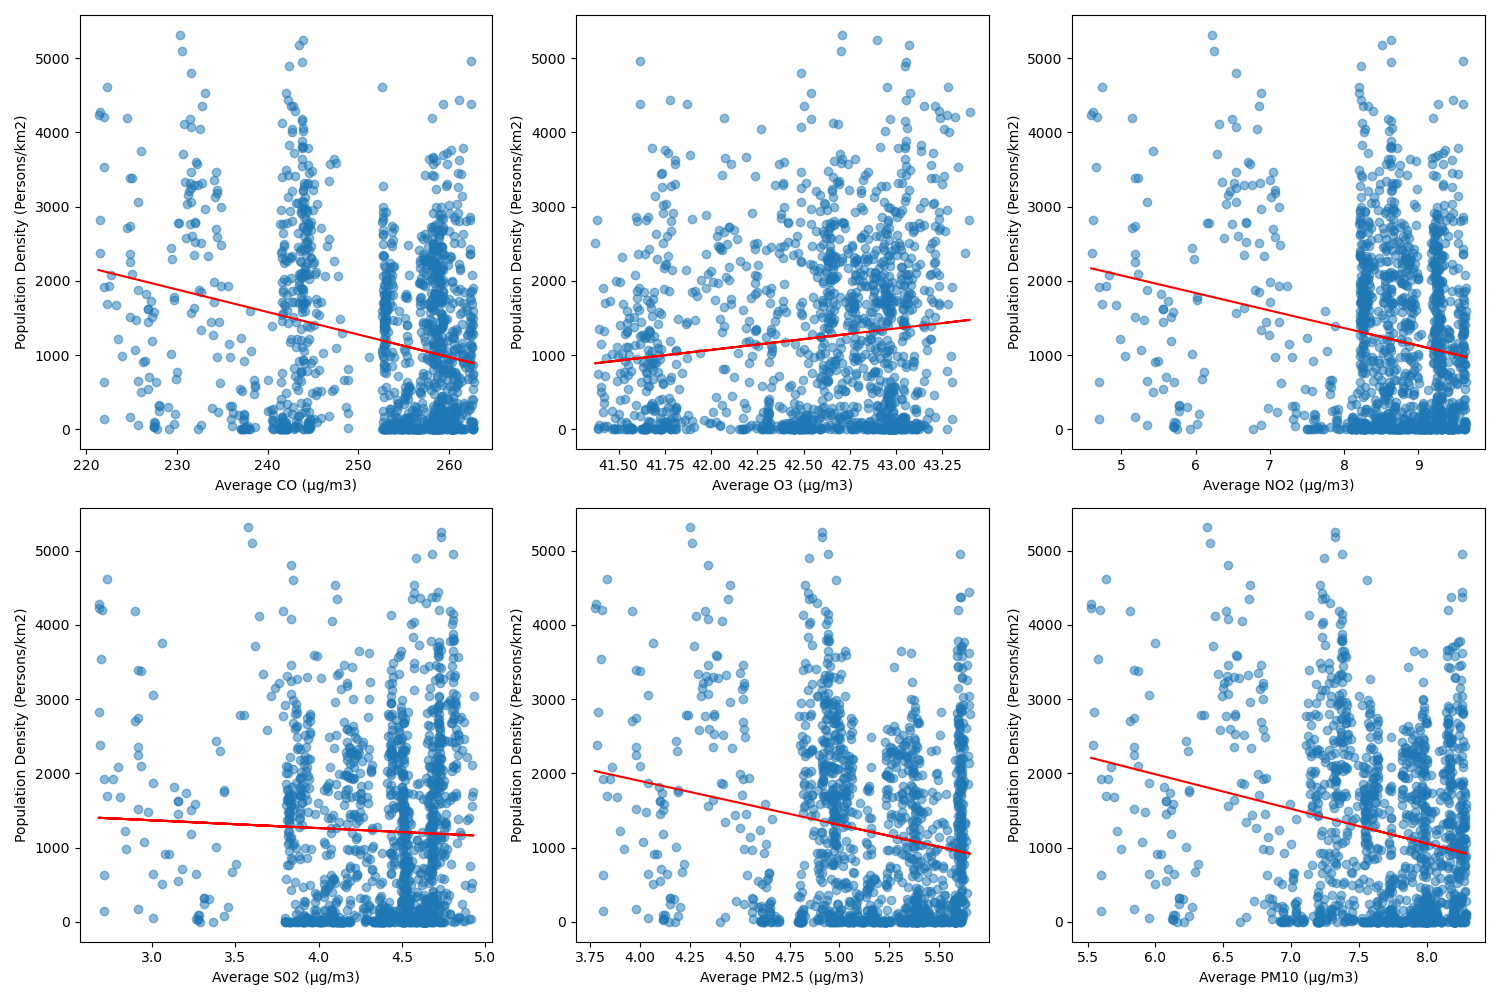 Population Density (Persons/km2)
5000
4000
3000
2000
1000
0
220 230 240 250 260
Average CO (µg/m3)
Population Density (Persons/km2)
5000
4000
3000
2000
1000
0
41.50 41.75 42.00 42.25 42.50 42.75 43.00 43.25
Average O3 (µg/m3)
Population Density (Persons/km2)
5000
4000
3000
2000
1000
0
5 6 7 8 9
Average NO2 (µg/m3)
Population Density (Persons/km2)
5000
4000
3000
2000
1000
0
3.0 3.5 4.0 4.5 5.0
Average S02 (µg/m3)
Population Density (Persons/km2)
5000
4000
3000
2000
1000
0
3.75 4.00 4.25 4.50 4.75 5.00 5.25 5.50
Average PM2.5 (µg/m3)
Population Density (Persons/km2)
5000
4000
3000
2000
1000
0
5.5 6.0 6.5 7.0 7.5 8.0
Average PM10 (µg/m3)